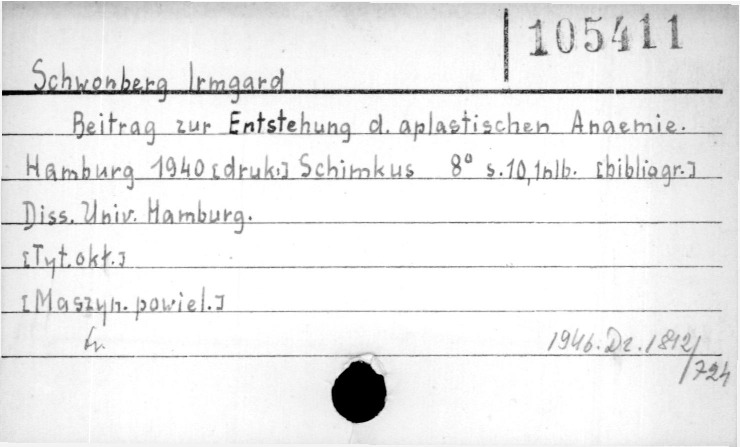 105411
Schwonberg Irmgard
Beitrag zur Entstehung d. aplastischen Anaemie.
Hamburg 1940 [druk:] Schimkus 8° s.10,1nlb. [bibliogr.]
Diss. Univ. Hamburg.
[Tyt.okł.]
[Maszyn. powiel.]
1946.Dz.1812/
/724